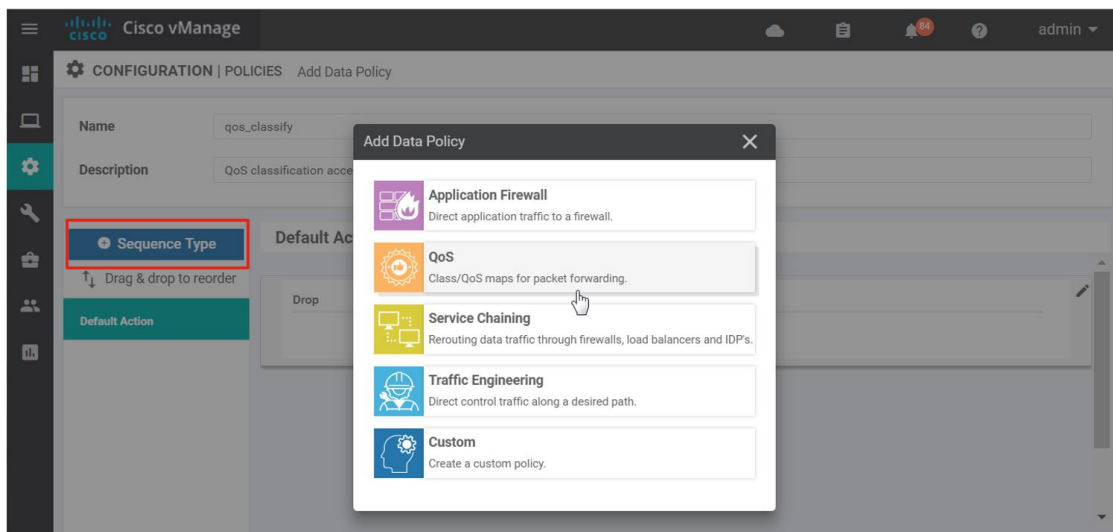 CISCO Cisco vManage 84 admin
CONFIGURATION | POLICIES Add Data Policy
Name qos_classify
Description QoS classification acce
Sequence Type
Drag & drop to reorder
Default Action
Default Ac
Drop
Add Data Policy
Application Firewall
Direct application traffic to a firewall.
QoS
Class/QoS maps for packet forwarding.
Service Chaining
Rerouting data traffic through firewalls, load balancers and IDP's.
Traffic Engineering
Direct control traffic along a desired path.
Custom
Create a custom policy.